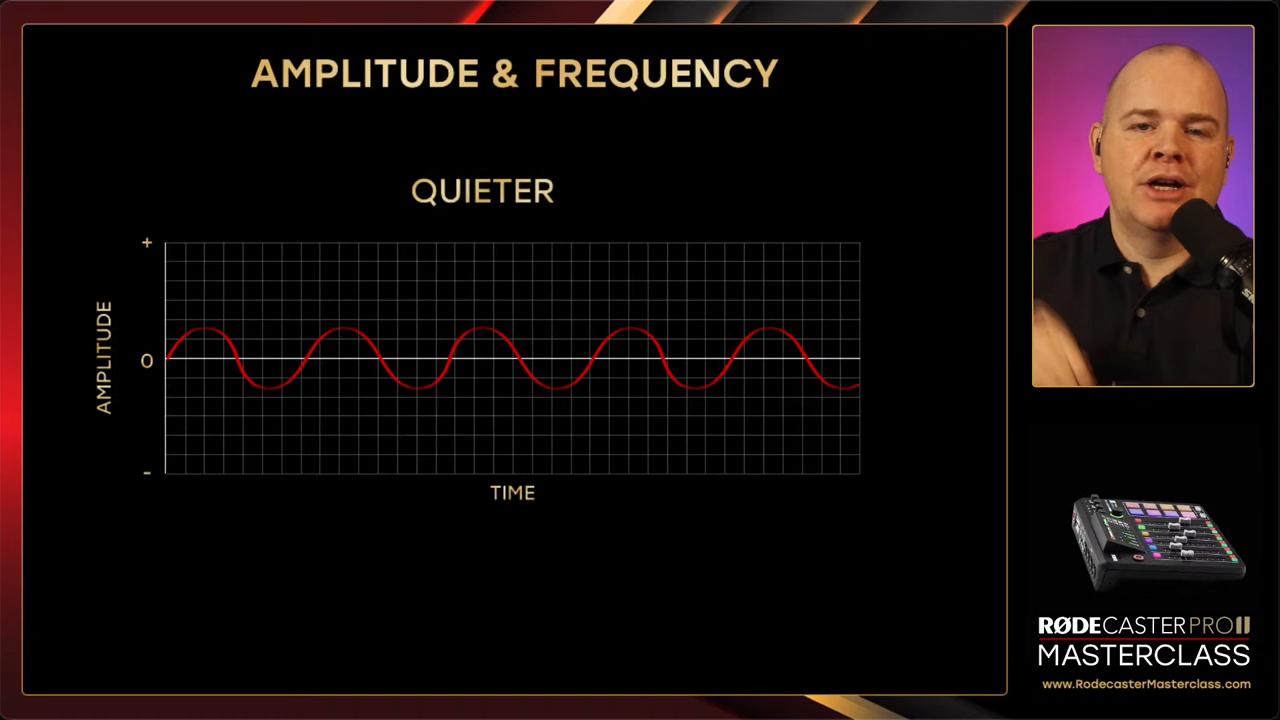 AMPLITUDE & FREQUENCY
QUIETER
+
AMPLITUDE
0
-
TIME
RØDECASTER PRO II
MASTERCLASS
www.RodecasterMasterclass.com